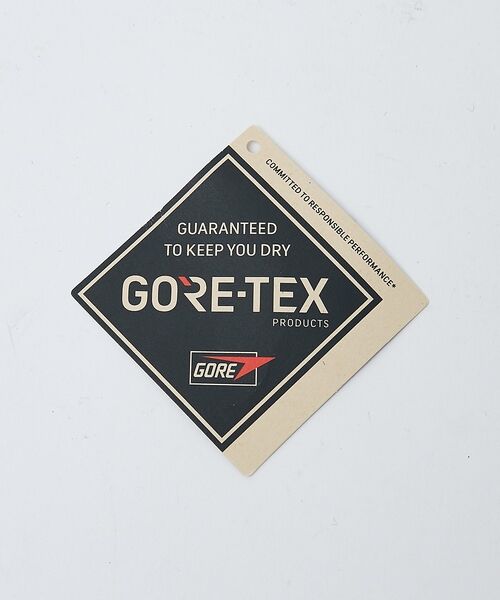 COMMITTED TO RESPONSIBLE PERFORMANCE*
GUARANTEED
TO KEEP YOU DRY
GORE-TEX
PRODUCTS
GORE